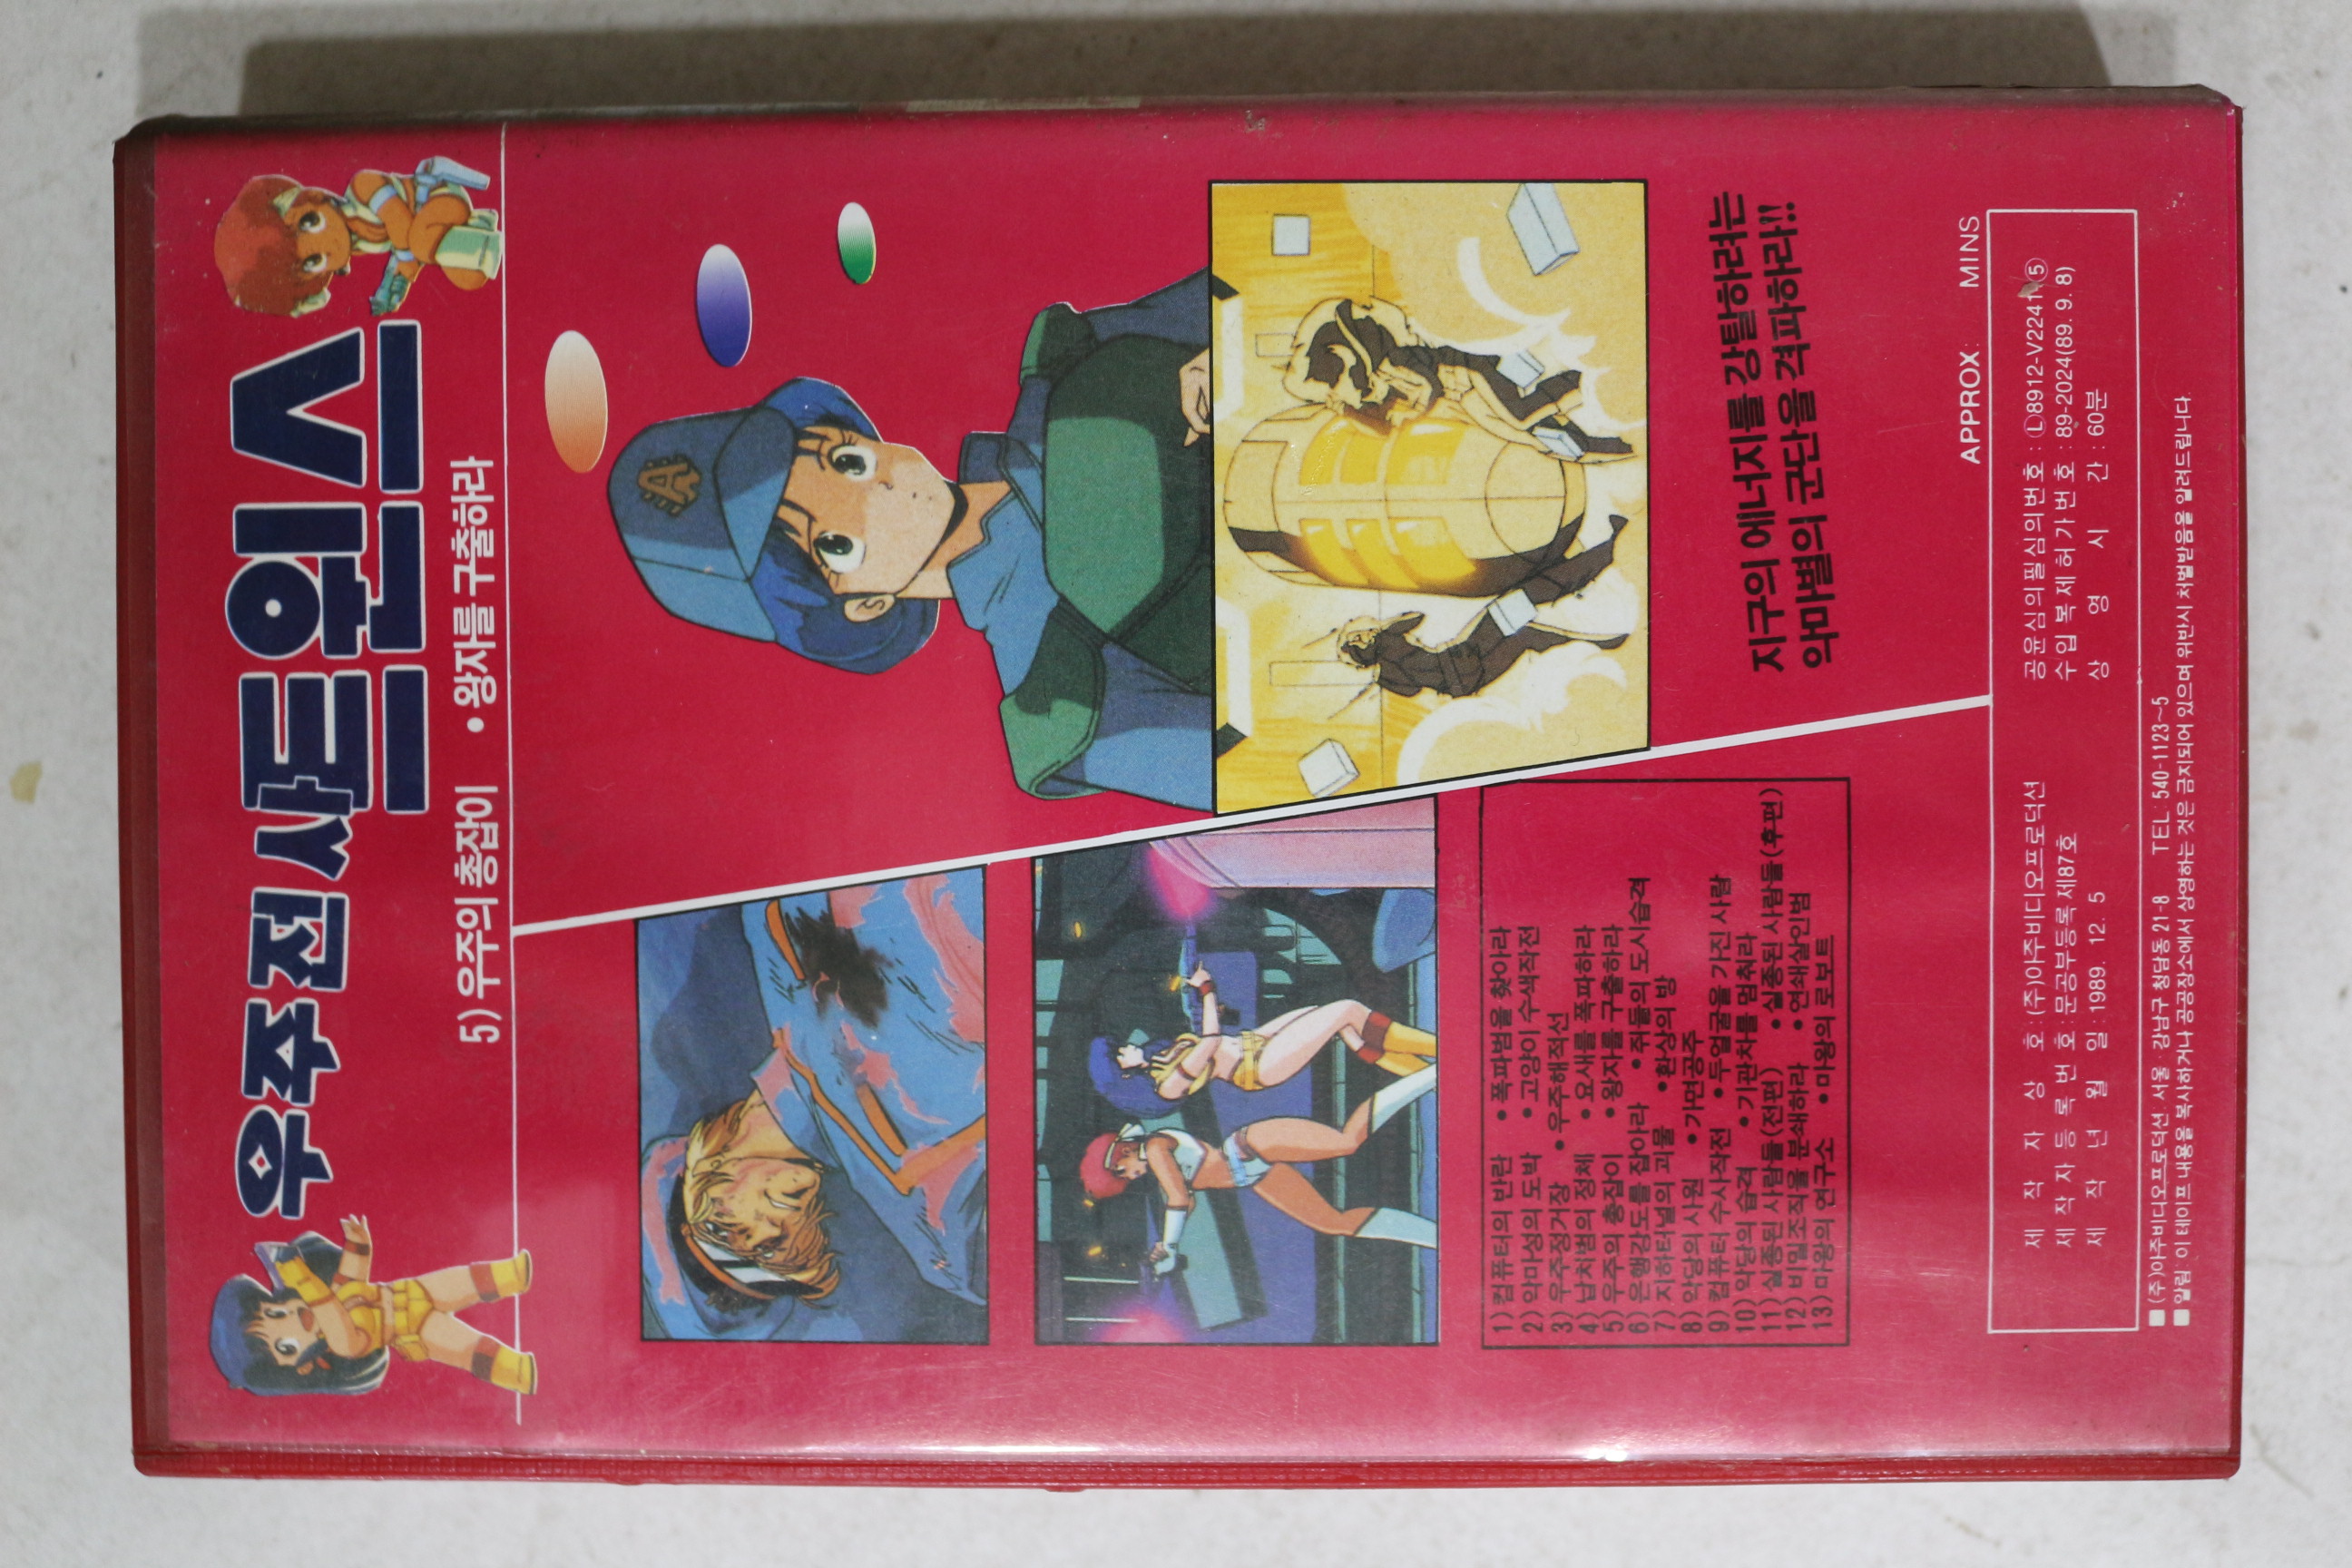 우주전사 드원스
5) 우주의 총잡이 •왕자를 구출하라
A
지구의 에너지를 강탈하려는
악마별의 군단을 격파하라!!
1) 컴퓨터의 반란 •폭파범을 찾아라
2) 악마성의 도박 •고양이 수색작전
3) 우주정거장 •우주해적선
4) 납치범의 정체 •요새를 폭파하라
5) 우주의 총잡이 •왕자를 구출하라
6) 은행강도를 잡아라 •쥐들의 도시습격
7) 지하터널의 괴물 •환상의 방
8) 악당의 사원 •가면공주
9) 컴퓨터 수사작전 •두얼굴을 가진 사람
10) 악당의 습격 •기관차를 멈춰라
11) 실종된 사람들(전편) •실종된 사람들(후편)
12) 비밀조직을 분쇄하라 •연쇄살인범
13) 마왕의 연구소 •마왕의 로보트
APPROX: MINS
제작자상호:(주)아주비디오프로덕션
제작자등록번호:문공부등록 제87호
제작년월일 1989. 12. 5
공윤심의필심의번호:Ⓛ8912-V2241⑤
수입복제허가번호:89-2024(89. 9. 8)
상영시간:60분
■(주)아주비디오프로덕션 서울·강남구 청담동 21-8 TEL: 540-1123~5
■알림 이 테이프 내용을 복사하거나 공공장소에서 상영하는 것은 금지되어 있으며 위반시 처벌받음을 알려드립니다